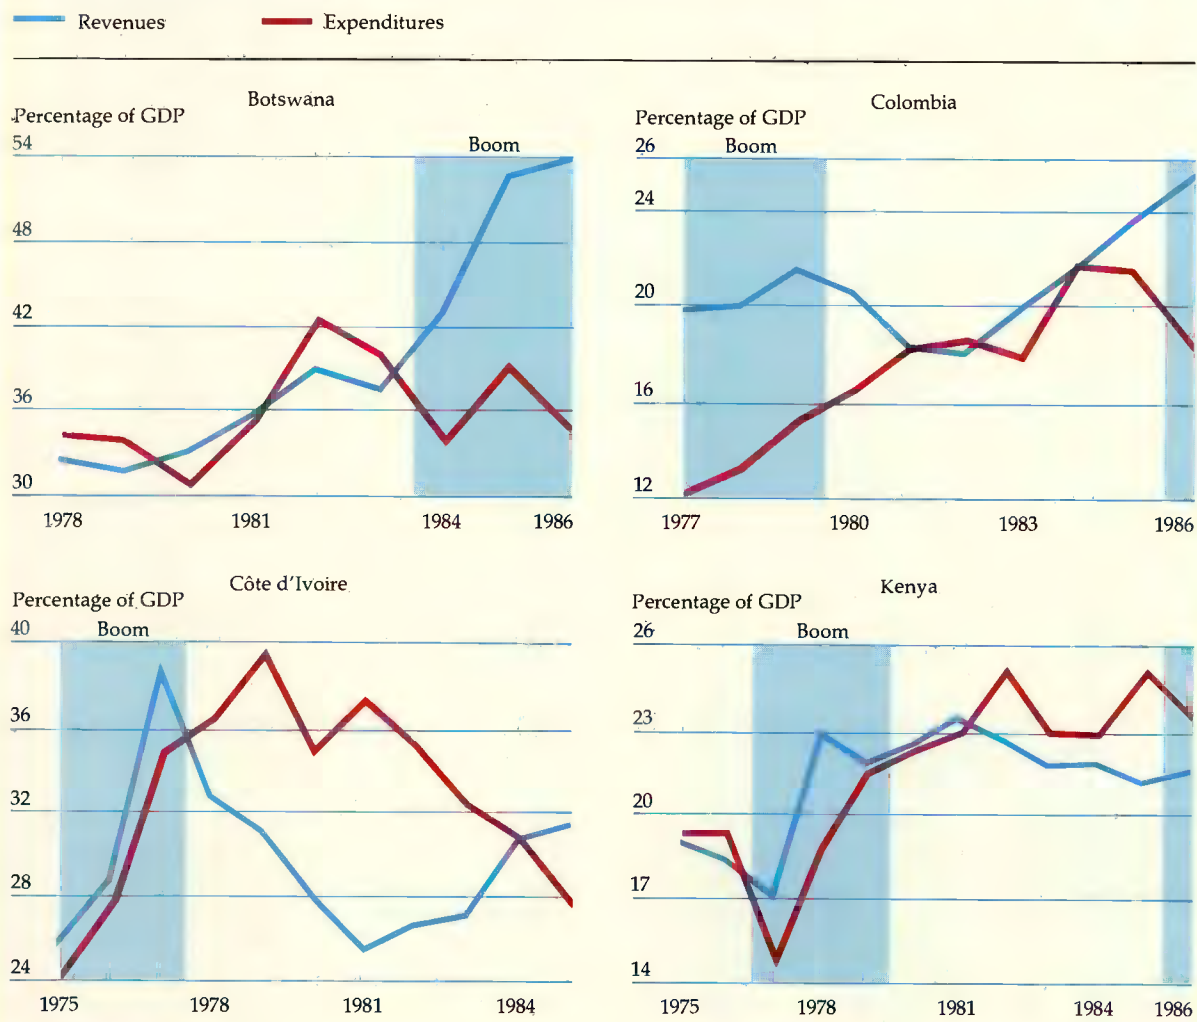 Revenues Expenditures
Botswana
Percentage of GDP
Boom
54
48
42
36
30
1978 1981 1984 1986
Colombia
Percentage of GDP
Boom
26
24
20
16
12
1977 1980 1983 1986
Côte d'Ivoire
Percentage of GDP
Boom
40
36
32
28
24
1975 1978 1981 1984
Kenya
Percentage of GDP
Boom
26
23
20
17
14
1975 1978 1981 1984 1986